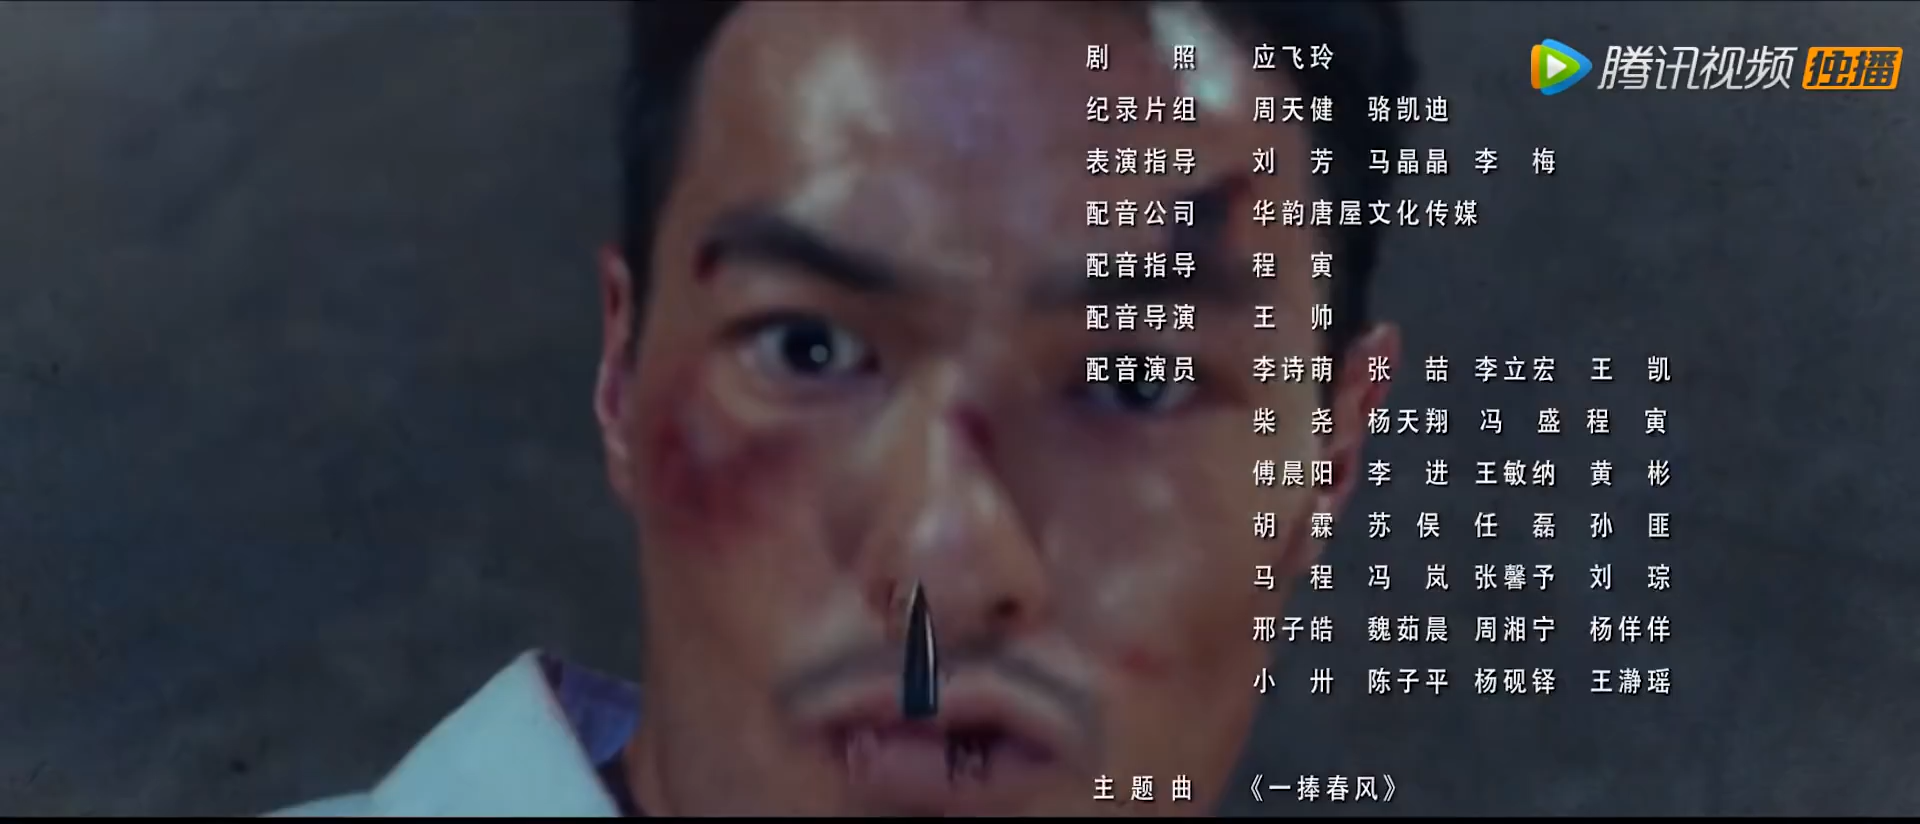 腾讯视频 独播
剧 照 应飞玲
纪录片组 周天健 骆凯迪
表演指导 刘芳 马晶晶 李梅
配音公司 华韵唐屋文化传媒
配音指导 程寅
配音导演 王帅
配音演员 李诗萌 张喆 李立宏 王凯
柴尧 杨天翔 冯盛 程寅
傅晨阳 李进 王敏纳 黄彬
胡霖 苏俣 任磊 孙匪
马程 冯岚 张馨予 刘琮
邢子皓 魏茹晨 周湘宁 杨佯佯
小卅 陈子平 杨砚铎 王瀞瑶
主题曲 《一捧春风》